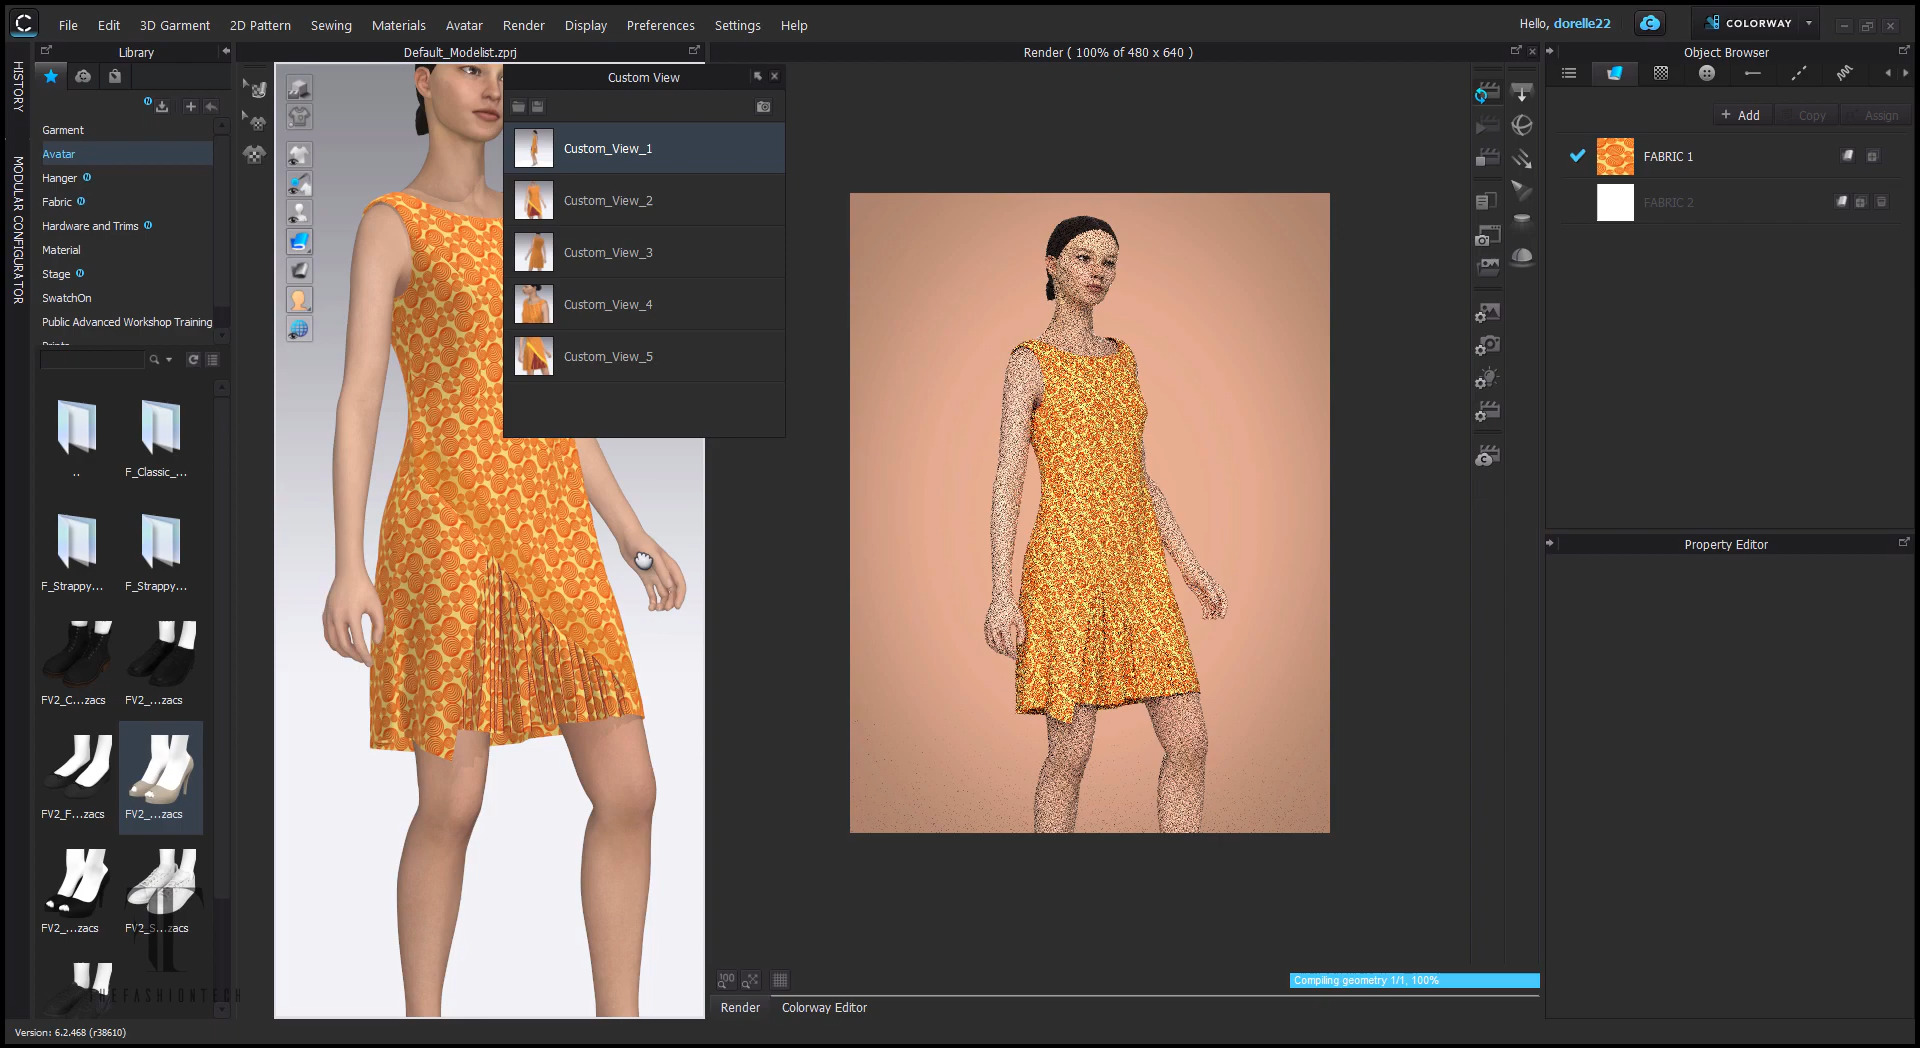 File Edit 3D Garment 2D Pattern Sewing Materials Avatar Render Display Preferences Settings Help
Hello, dorelle22
COLORWAY
HISTORY
MODULAR CONFIGURATOR
Library
Default_Modelist.zprj
Render ( 100% of 480 x 640 )
Object Browser
Garment
Avatar
Hanger
Fabric
Hardware and Trims
Material
Stage
SwatchOn
Public Advanced Workshop Training
..
F_Classic_...
F_Strappy...
F_Strappy...
FV2_C...zacs
FV2_...zacs
FV2_F...zacs
FV2_...zacs
FV2_...zacs
FV2_S...zacs
THEFASHIONTECH
Version: 6.2.468 (r38610)
Custom View
Custom_View_1
Custom_View_2
Custom_View_3
Custom_View_4
Custom_View_5
100
Compiling geometry 1/1, 100%
Render
Colorway Editor
+ Add
Copy
Assign
FABRIC 1
FABRIC 2
Property Editor